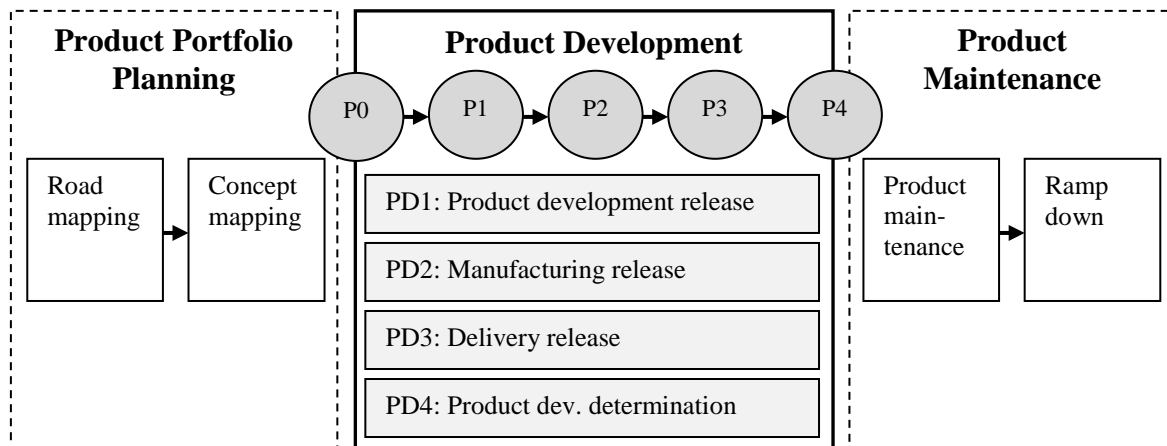 Product Portfolio
Planning
Road
mapping
Concept
mapping
Product Development
P0
P1
P2
P3
P4
PD1: Product development release
PD2: Manufacturing release
PD3: Delivery release
PD4: Product dev. determination
Product
Maintenance
Product
main-
tenance
Ramp
down